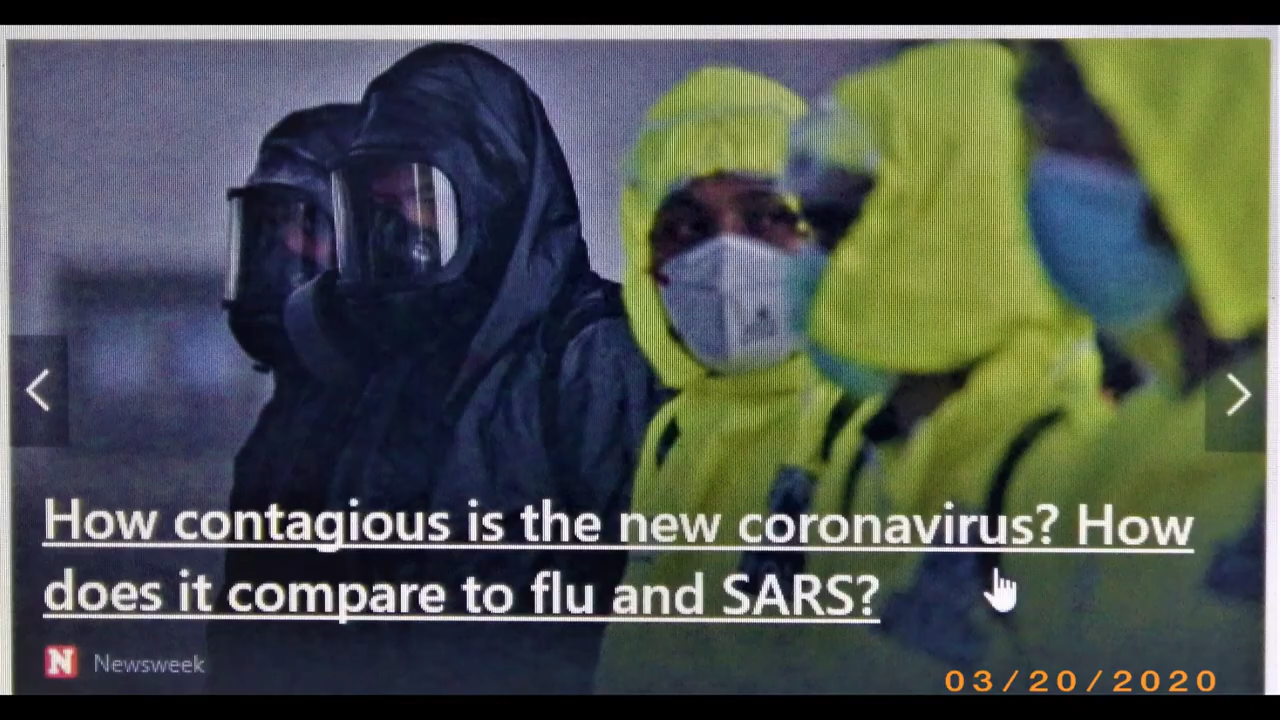 How contagious is the new coronavirus? How
does it compare to flu and SARS?
N Newsweek
03/20/2020